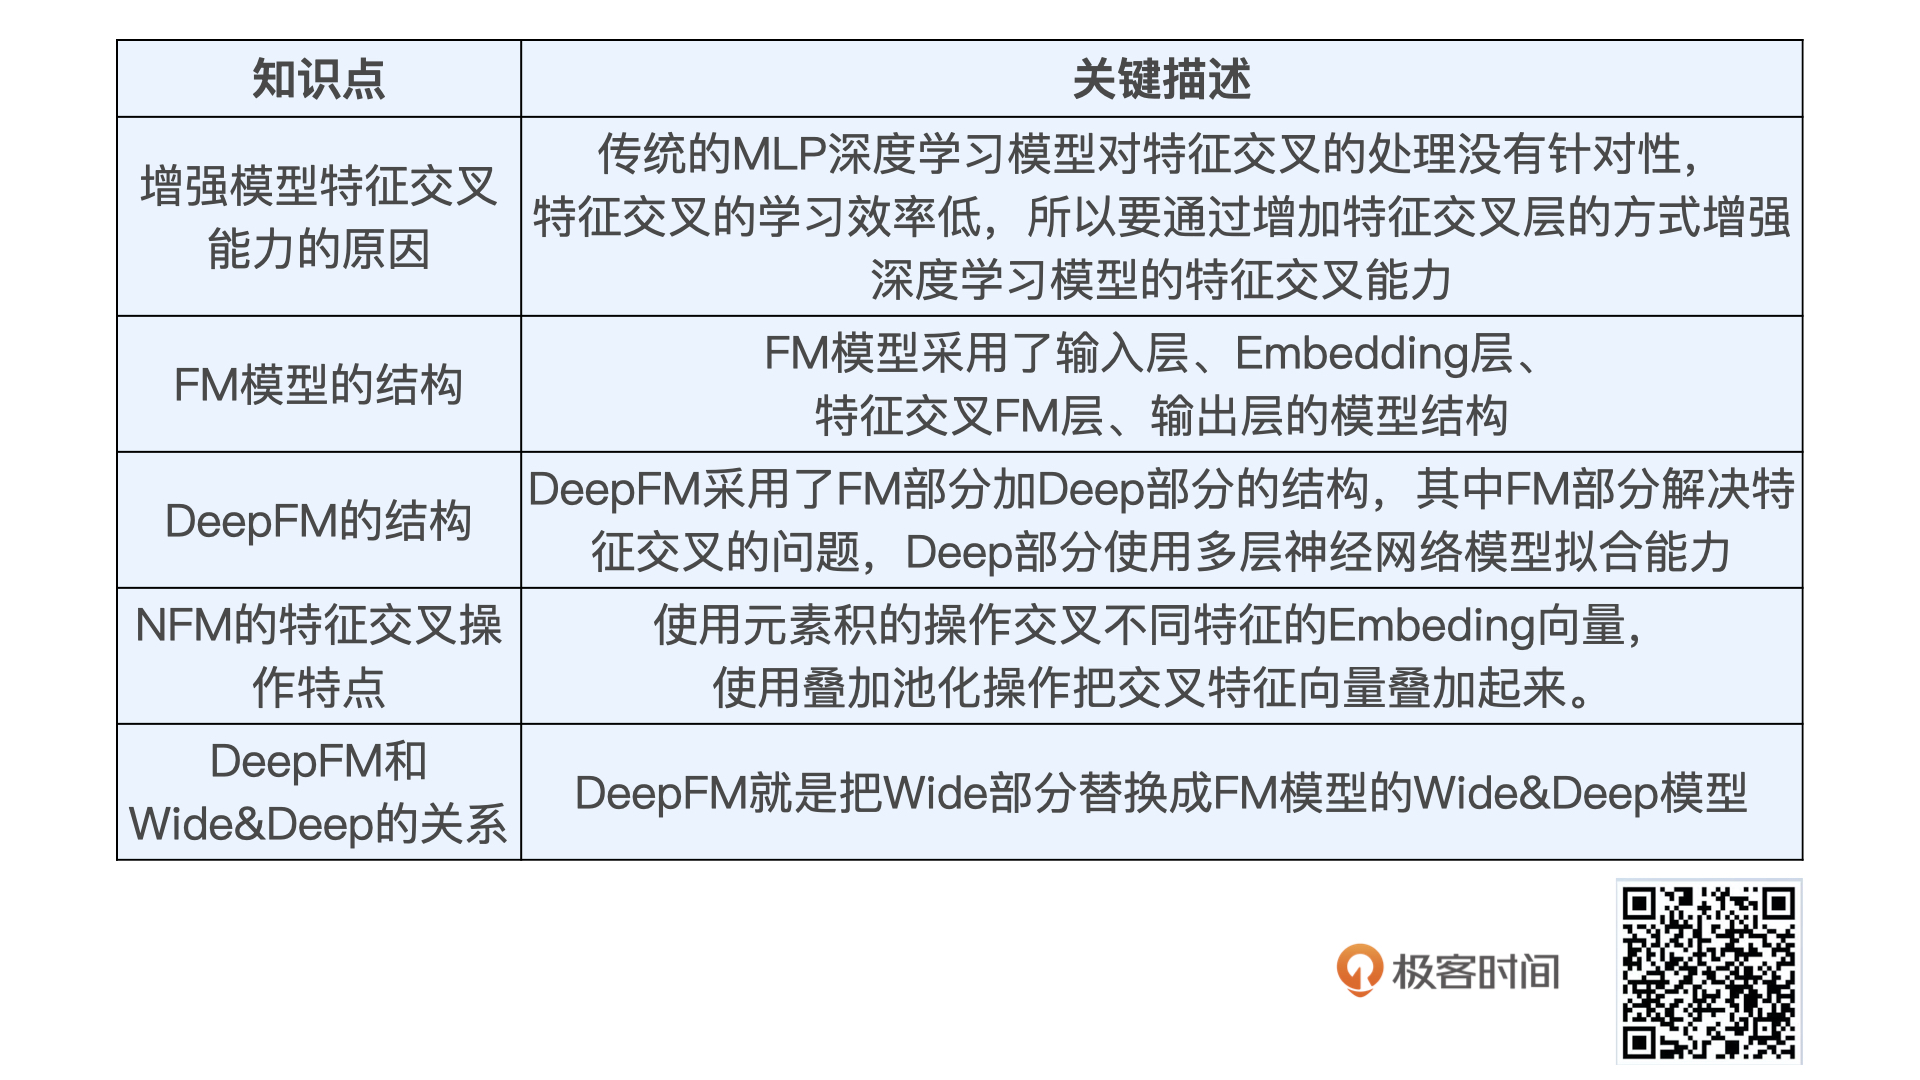 知识点
关键描述
增强模型特征交叉
能力的原因
传统的MLP深度学习模型对特征交叉的处理没有针对性，
特征交叉的学习效率低，所以要通过增加特征交叉层的方式增强
深度学习模型的特征交叉能力
FM模型的结构
FM模型采用了输入层、Embedding层、
特征交叉FM层、输出层的模型结构
DeepFM的结构
DeepFM采用了FM部分加Deep部分的结构，其中FM部分解决特
征交叉的问题，Deep部分使用多层神经网络模型拟合能力
NFM的特征交叉操
作特点
使用元素积的操作交叉不同特征的Embeding向量，
使用叠加池化操作把交叉特征向量叠加起来。
DeepFM和
Wide&Deep的关系
DeepFM就是把Wide部分替换成FM模型的Wide&Deep模型
极客时间